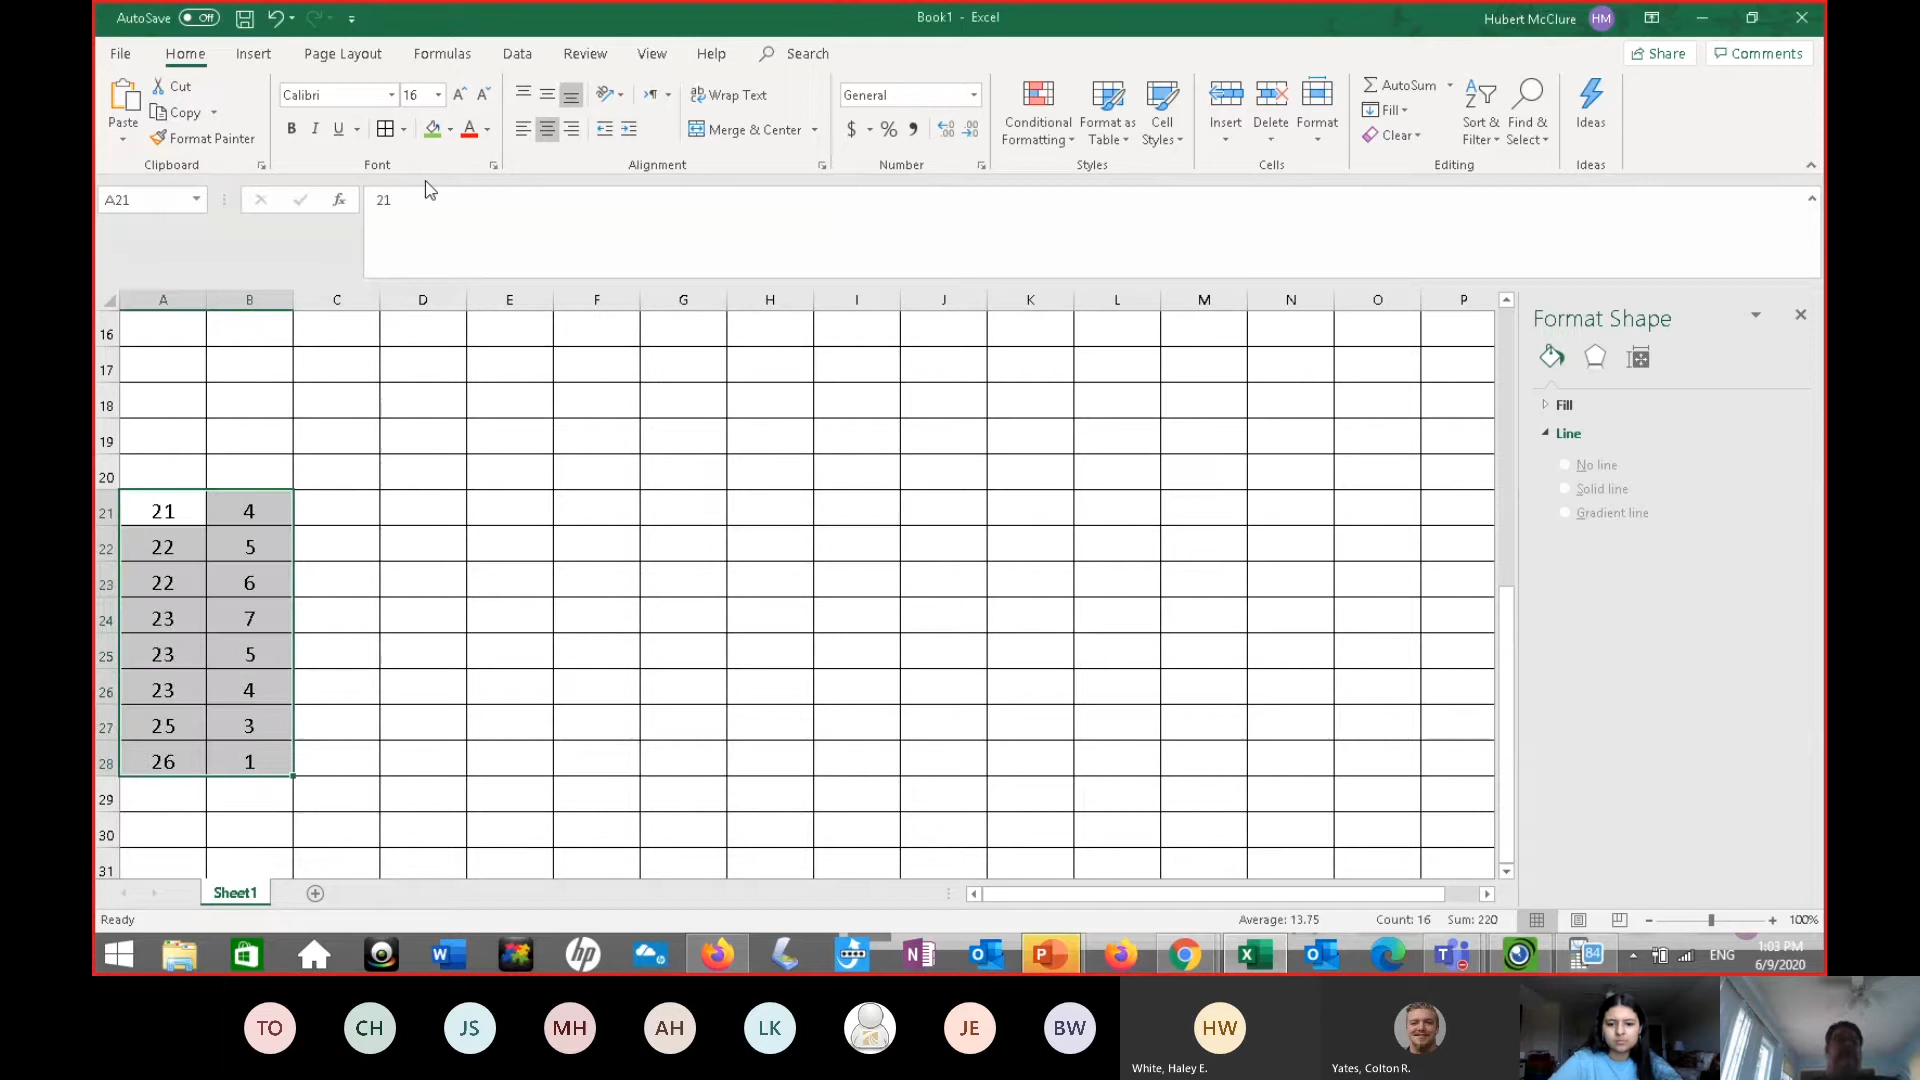 AutoSave Off Book1 - Excel Hubert McClure HM
File Home Insert Page Layout Formulas Data Review View Help Search Share Comments
Cut
Copy
Format Painter
Paste
Clipboard
Calibri 16 A A
B I U A
Font
ab Wrap Text
Merge & Center
Alignment
General
$ % ,
Number
Conditional Formatting
Format as Table
Cell Styles
Styles
Insert Delete Format
Cells
AutoSum
Fill
Clear
Sort & Filter
Find & Select
Editing
Ideas
Ideas
A21 fx 21
A B C D E F G H I J K L M N O P
16
17
18
19
20
21 21 4
22 22 5
23 22 6
24 23 7
25 23 5
26 23 4
27 25 3
28 26 1
29
30
31
Format Shape
Fill
Line
No line
Solid line
Gradient line
Sheet1
Ready Average: 13.75 Count: 16 Sum: 220 100%
84 ENG 1:03 PM
6/9/2020
TO CH JS MH AH LK JE BW HW
White, Haley E. Yates, Colton R.